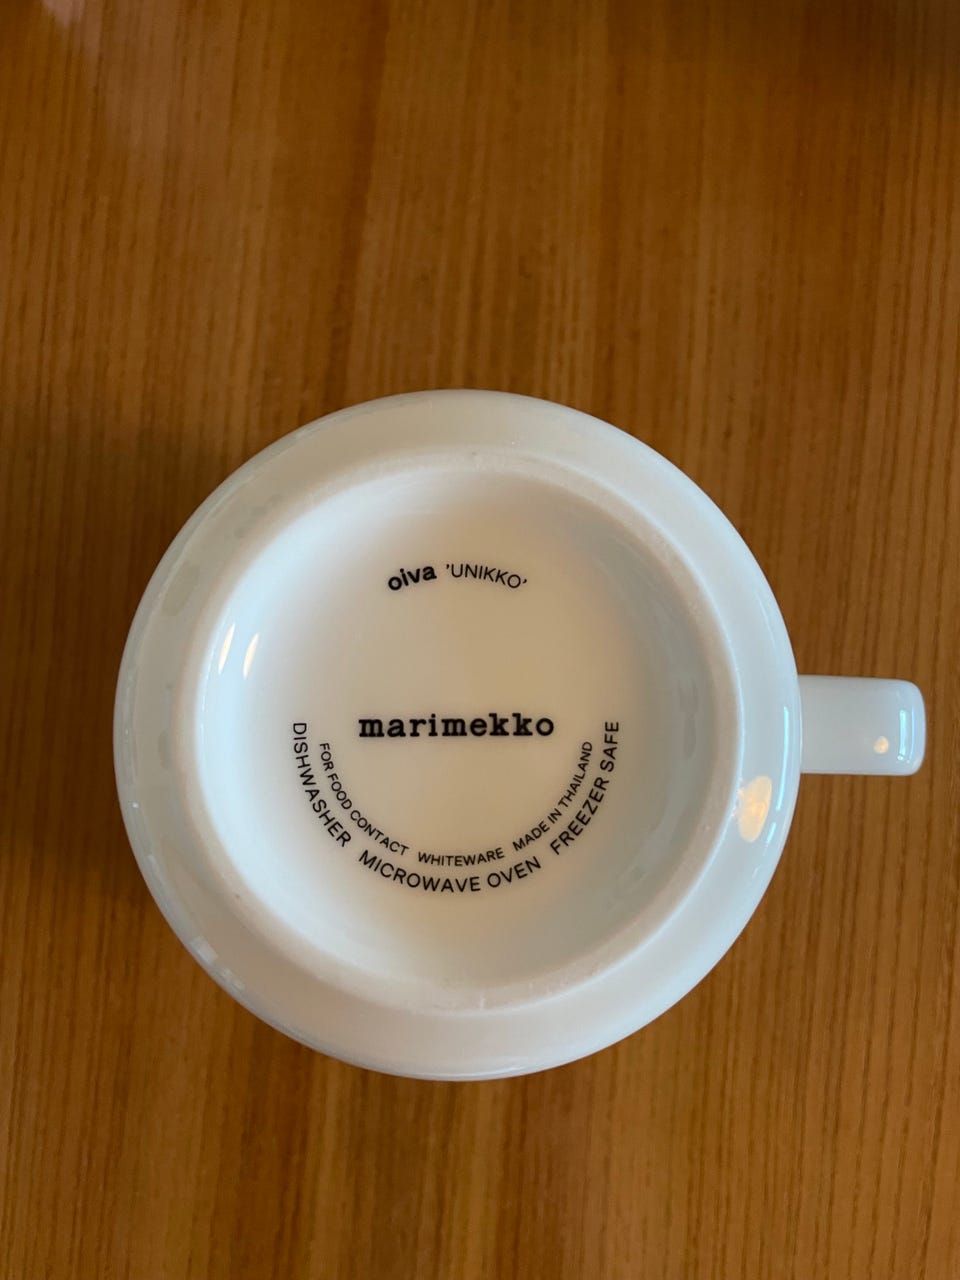 oiva 'UNIKKO'
marimekko
FOR FOOD CONTACT WHITEWARE MADE IN THAILAND
DISHWASHER MICROWAVE OVEN FREEZER SAFE